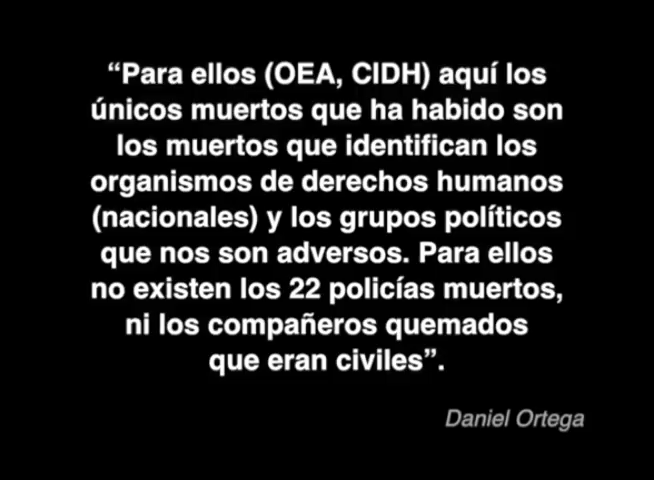 “Para ellos (OEA, CIDH) aquí los
únicos muertos que ha habido son
los muertos que identifican los
organismos de derechos humanos
(nacionales) y los grupos políticos
que nos son adversos. Para ellos
no existen los 22 policías muertos,
ni los compañeros quemados
que eran civiles”.
Daniel Ortega